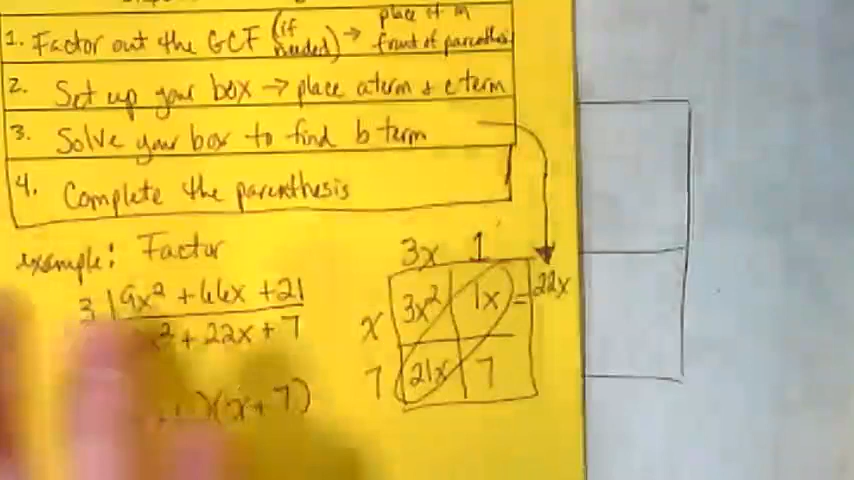 1. Factor out the GCF (if needed) → place it in front of parenthesis
2. Set up your box → place a term & c term
3. Solve your box to find b term
4. Complete the parenthesis
example: Factor
3x 1
3 9x² + 66x + 21
3x² 1x = 22x
x
² + 22x + 7
7 21x 7
)(x + 7)